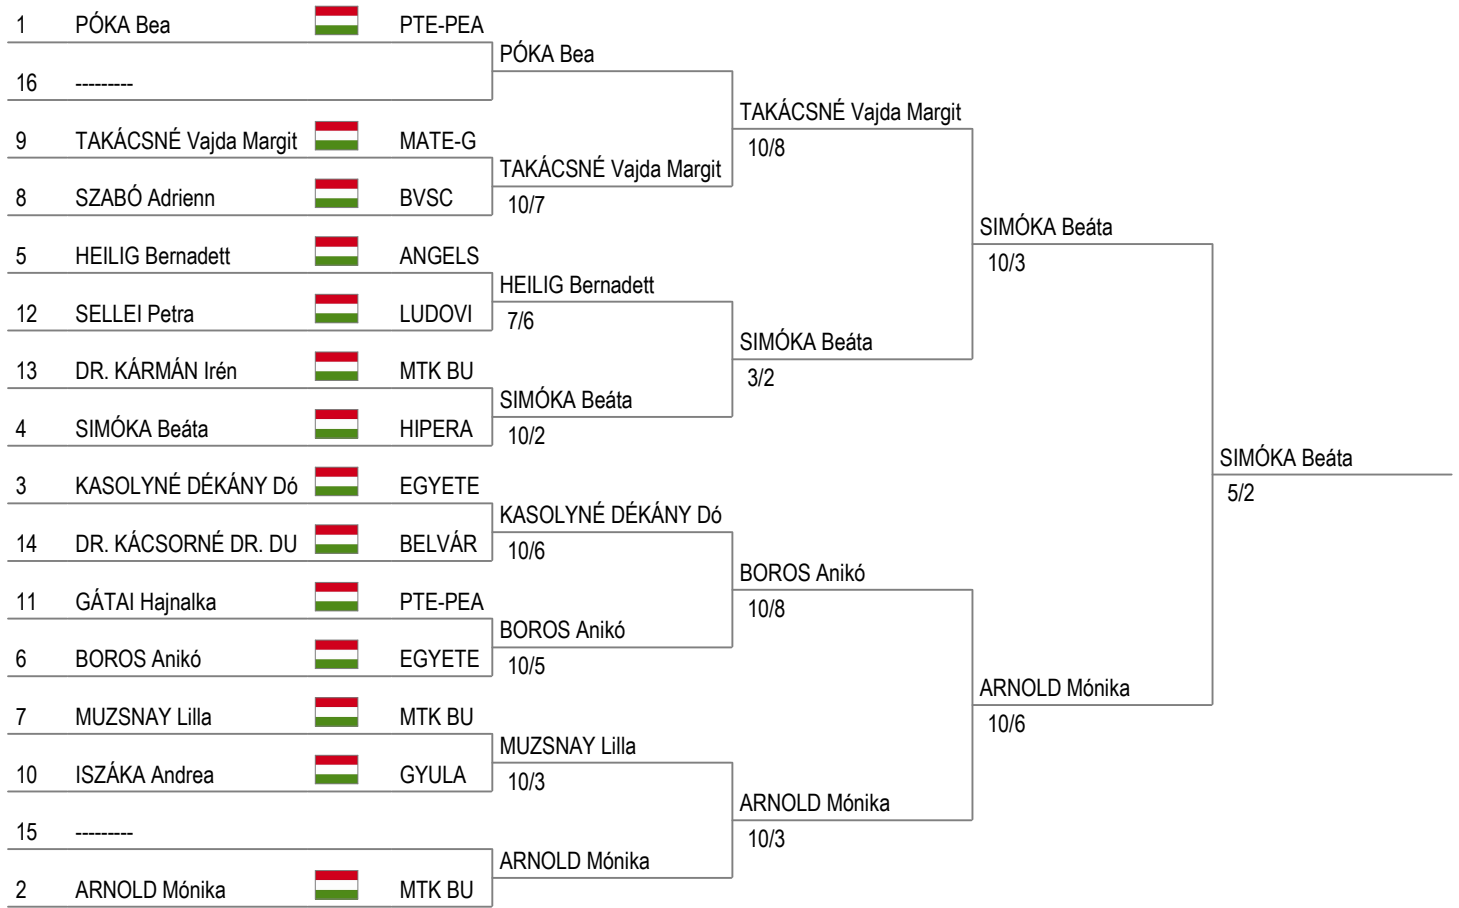 1 PÓKA Bea PTE-PEA
PÓKA Bea
16 ---------
TAKÁCSNÉ Vajda Margit
9 TAKÁCSNÉ Vajda Margit MATE-G
10/8
TAKÁCSNÉ Vajda Margit
8 SZABÓ Adrienn BVSC
10/7
SIMÓKA Beáta
5 HEILIG Bernadett ANGELS
10/3
HEILIG Bernadett
12 SELLEI Petra LUDOVI
7/6
SIMÓKA Beáta
13 DR. KÁRMÁN Irén MTK BU
3/2
SIMÓKA Beáta
4 SIMÓKA Beáta HIPERA
10/2
SIMÓKA Beáta
3 KASOLYNÉ DÉKÁNY Dó EGYETE
5/2
KASOLYNÉ DÉKÁNY Dó
14 DR. KÁCSORNÉ DR. DU BELVÁR
10/6
BOROS Anikó
11 GÁTAI Hajnalka PTE-PEA
10/8
BOROS Anikó
6 BOROS Anikó EGYETE
10/5
ARNOLD Mónika
7 MUZSNAY Lilla MTK BU
10/6
MUZSNAY Lilla
10 ISZÁKA Andrea GYULA
10/3
ARNOLD Mónika
15 ---------
10/3
ARNOLD Mónika
2 ARNOLD Mónika MTK BU